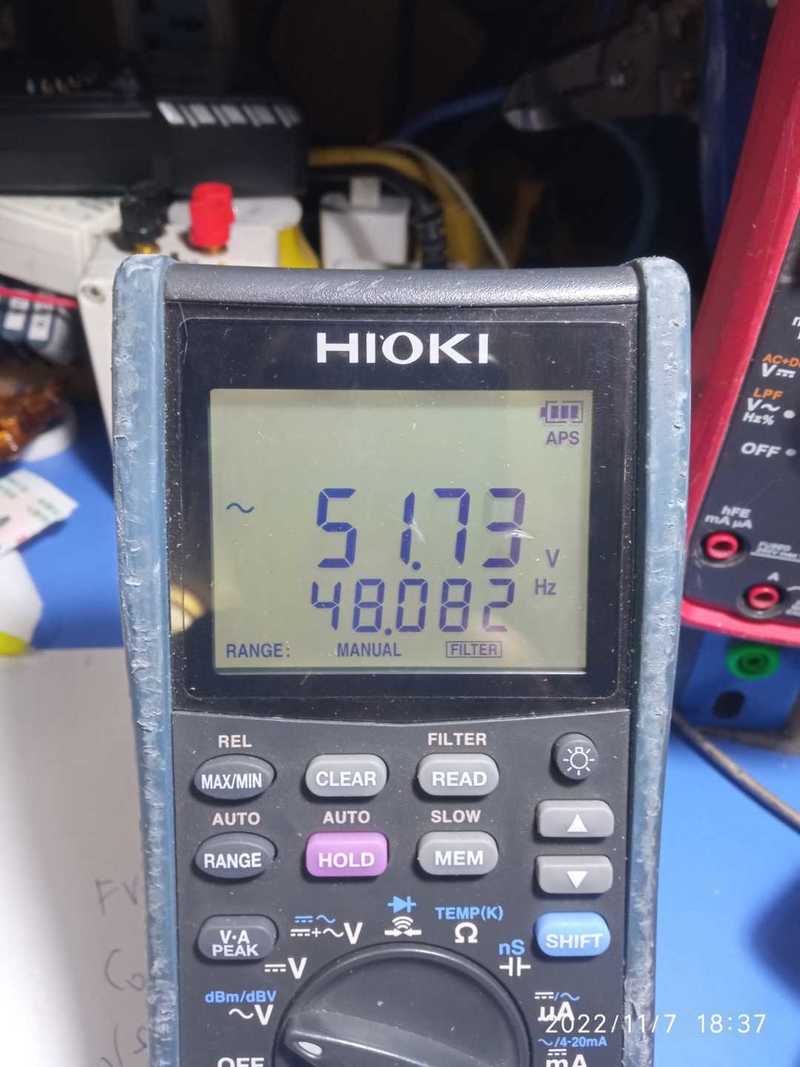 HIOKI
APS
~ 51.73 V
48.082 Hz
RANGE: MANUAL FILTER
REL FILTER
MAX/MIN CLEAR READ
AUTO AUTO SLOW
RANGE HOLD MEM
V·A PEAK
SHIFT
TEMP(K)
Ω
nS
V
V
dBm/dBV
~V
OFF
μA
~/4-20mA
mA
AC+D
V
LPF
V~
Hz%
OFF
hFE
mA μA
A
2022/11/7 18:37